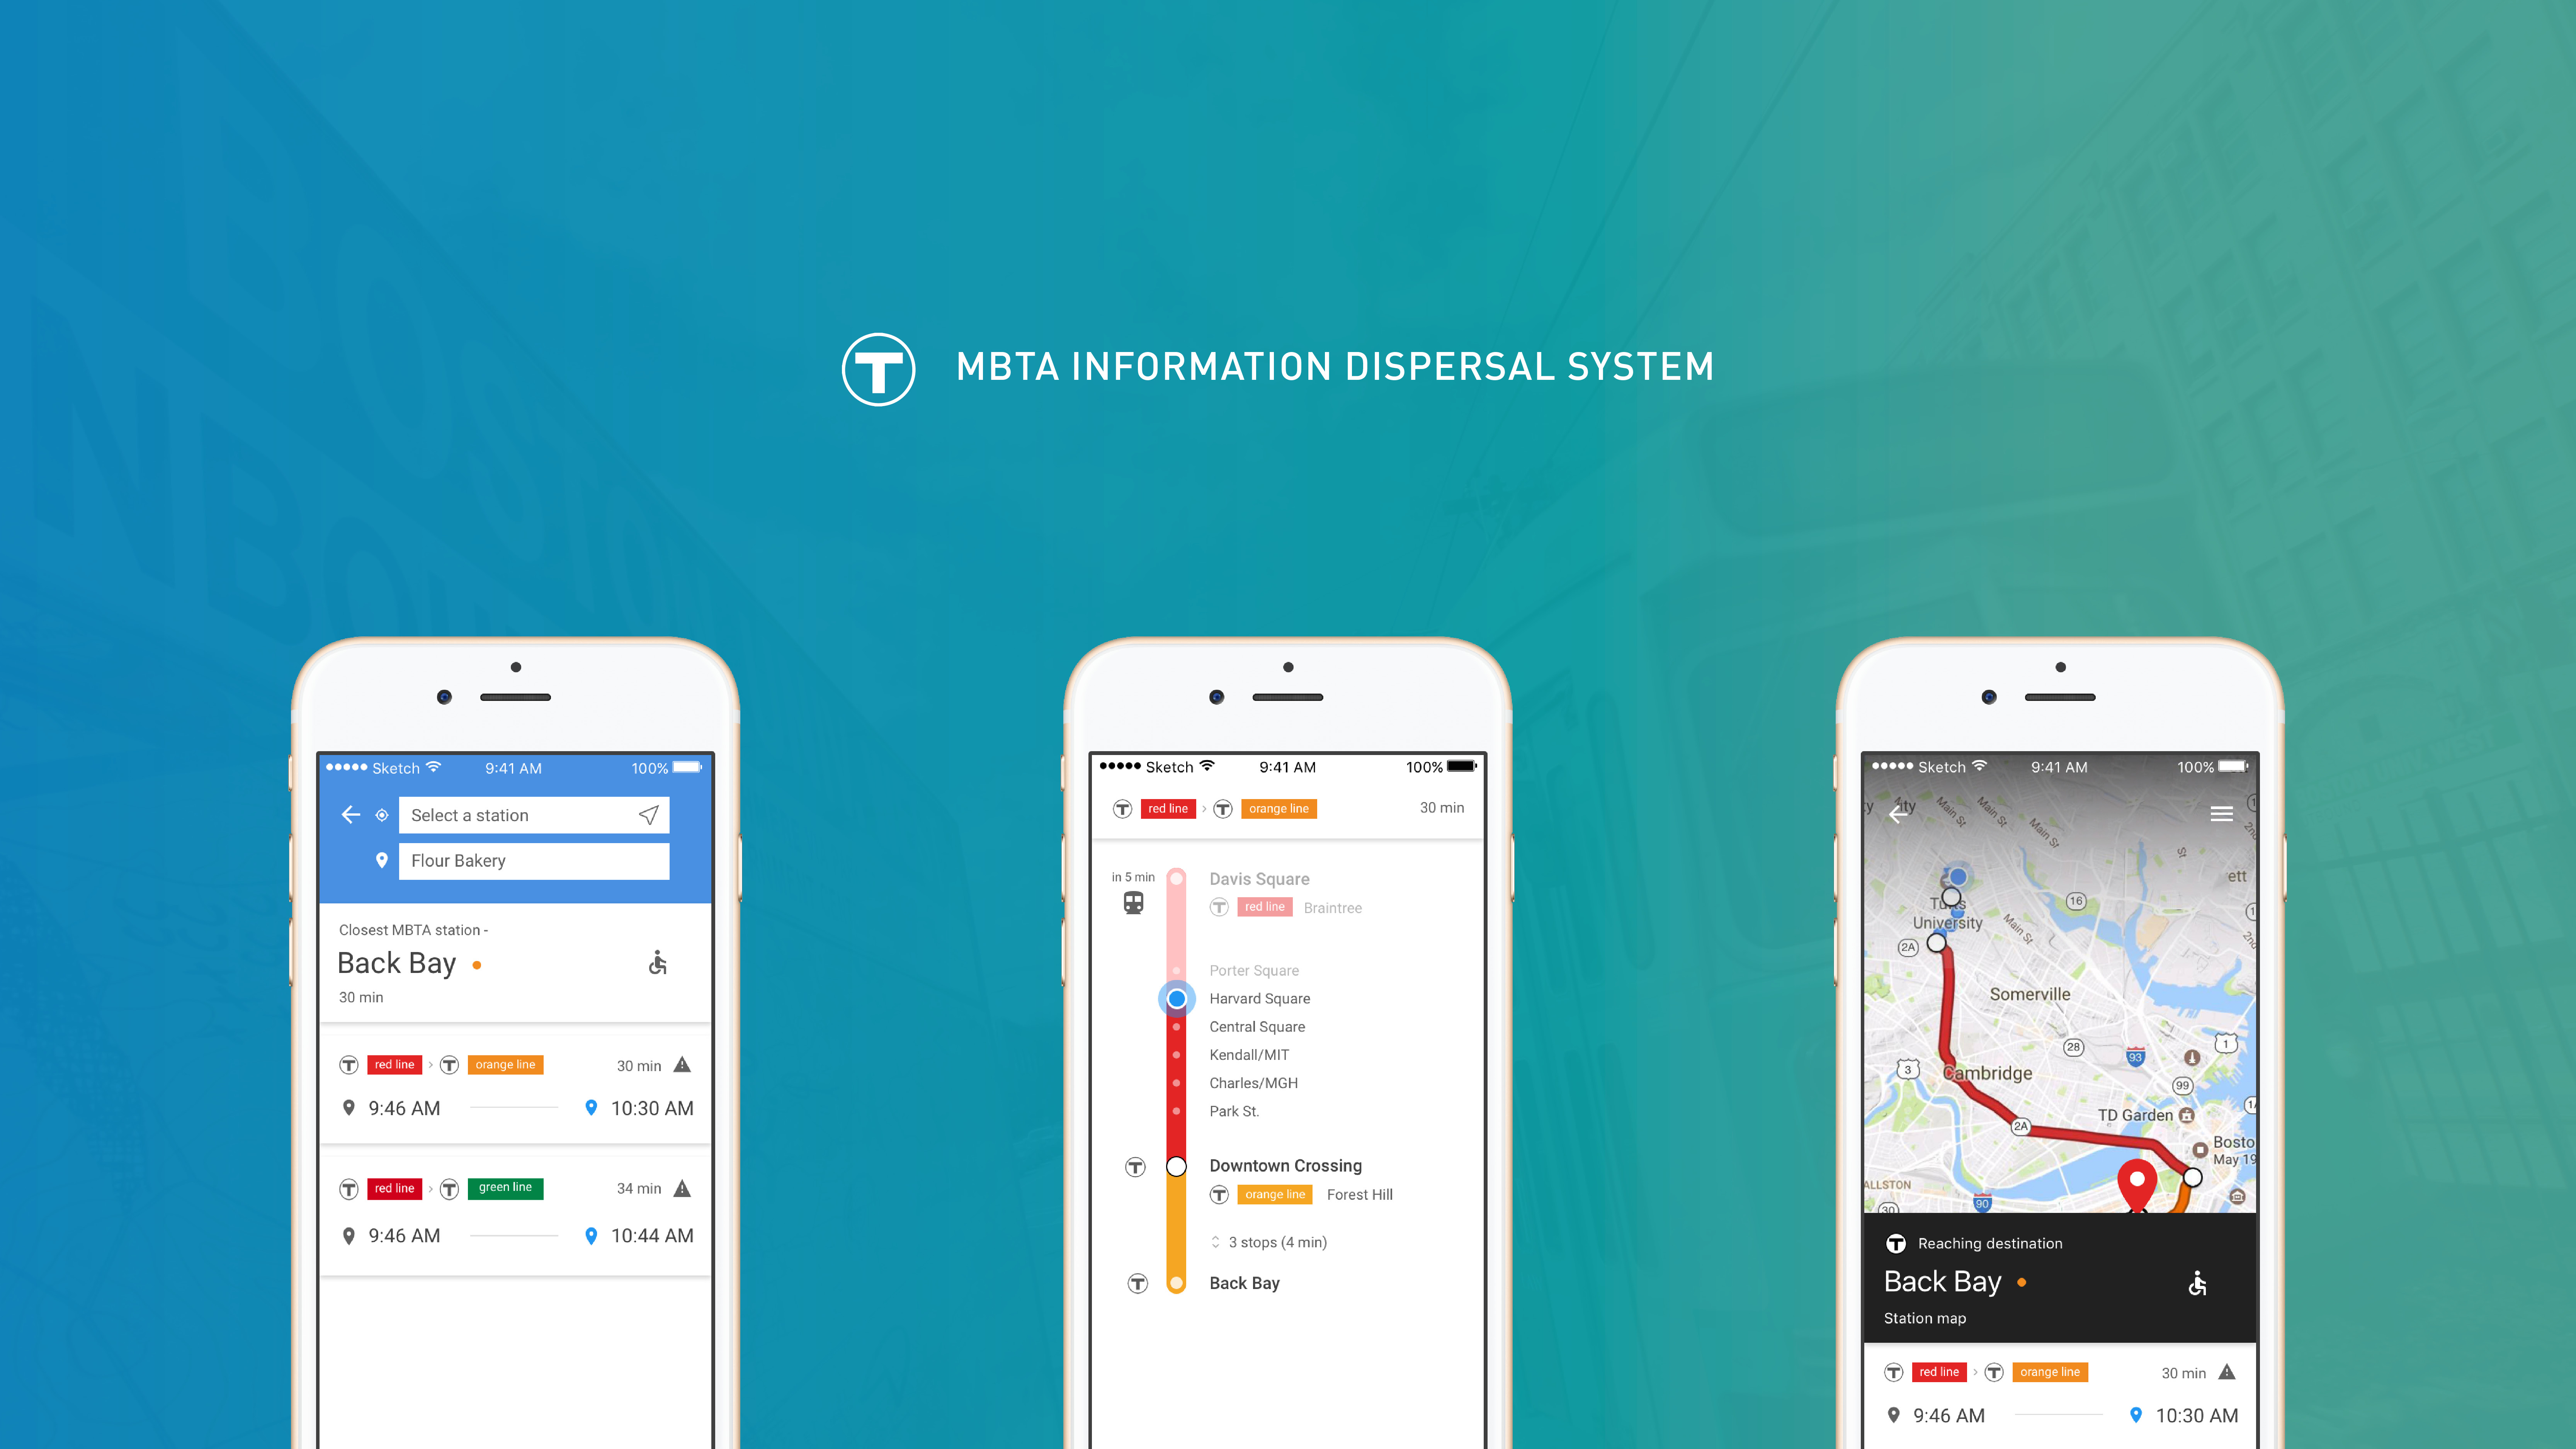 T MBTA INFORMATION DISPERSAL SYSTEM
Sketch 9:41 AM 100%
Select a station
Flour Bakery
Closest MBTA station -
Back Bay
30 min
T red line > T orange line 30 min
9:46 AM 10:30 AM
T red line > T green line 34 min
9:46 AM 10:44 AM
Sketch 9:41 AM 100%
T red line > T orange line 30 min
in 5 min Davis Square
T red line Braintree
Porter Square
Harvard Square
Central Square
Kendall/MIT
Charles/MGH
Park St.
T Downtown Crossing
T orange line Forest Hill
3 stops (4 min)
T Back Bay
Sketch 9:41 AM 100%
Main St
Main St
Main St
St
ett
16
Tufts
University
Main St
2A
Somerville
28
93
1
3
Cambridge
99
TD Garden
2A
Bosto
May 19
ALLSTON
90
30
T Reaching destination
Back Bay
Station map
T red line > T orange line 30 min
9:46 AM 10:30 AM